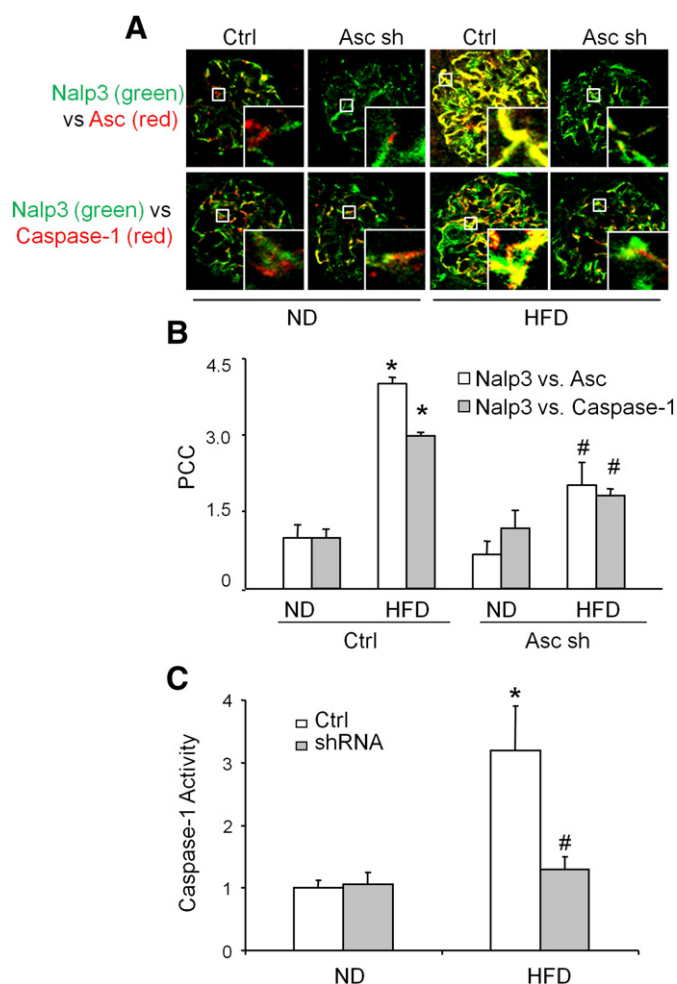 A
Ctrl Asc sh Ctrl Asc sh
Nalp3 (green)
vs Asc (red)
Nalp3 (green) vs
Caspase-1 (red)
ND HFD
B
4.5
3.0
1.5
0
PCC
* * # #
Nalp3 vs. Asc
Nalp3 vs. Caspase-1
ND HFD ND HFD
Ctrl Asc sh
C
4
3
2
1
0
Caspase-1 Activity
Ctrl
shRNA
* #
ND HFD